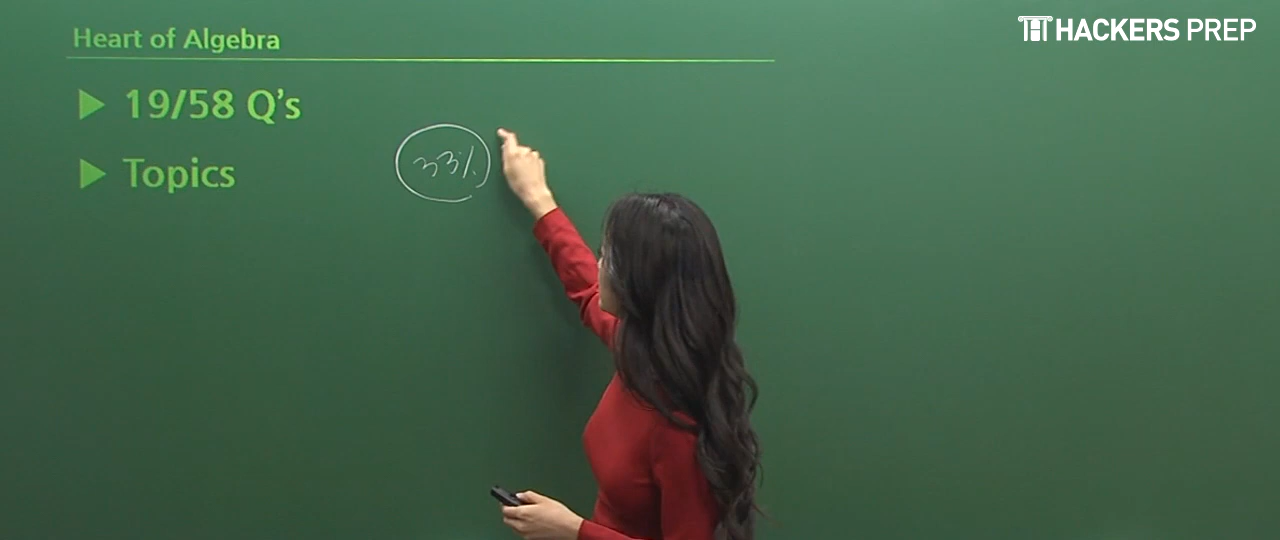 Heart of Algebra
HACKERS PREP
▶ 19/58 Q's
33%
▶ Topics